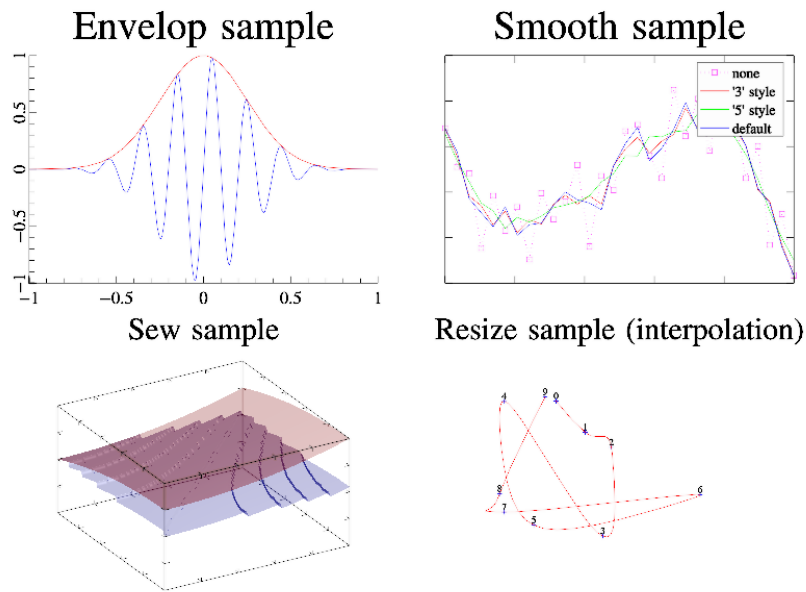 Envelop sample
Smooth sample
1
0.5
0
−0.5
−1
−1
−0.5
0
0.5
1
none
'3' style
'5' style
default
Sew sample
Resize sample (interpolation)
4
9
0
1
2
8
7
5
3
6